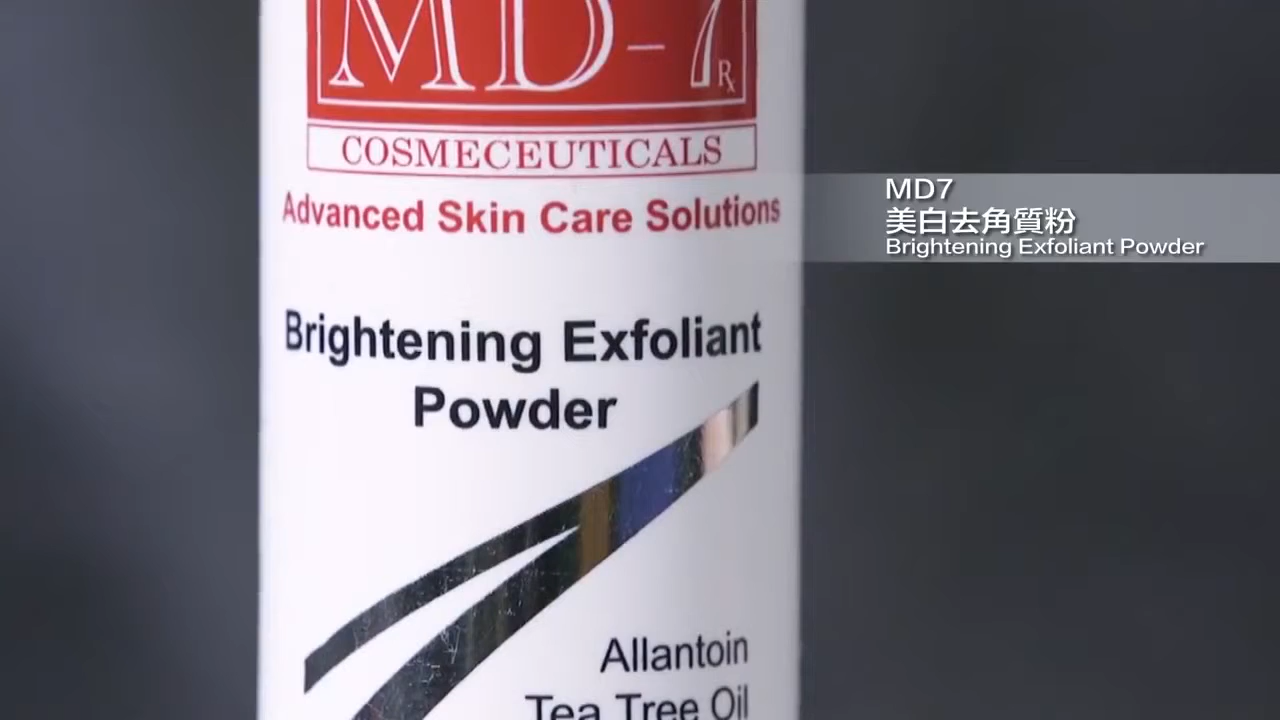 MD-7
Rx
COSMECEUTICALS
Advanced Skin Care Solutions
Brightening Exfoliant
Powder
Allantoin
Tea Tree Oil
MD7
美白去角質粉
Brightening Exfoliant Powder